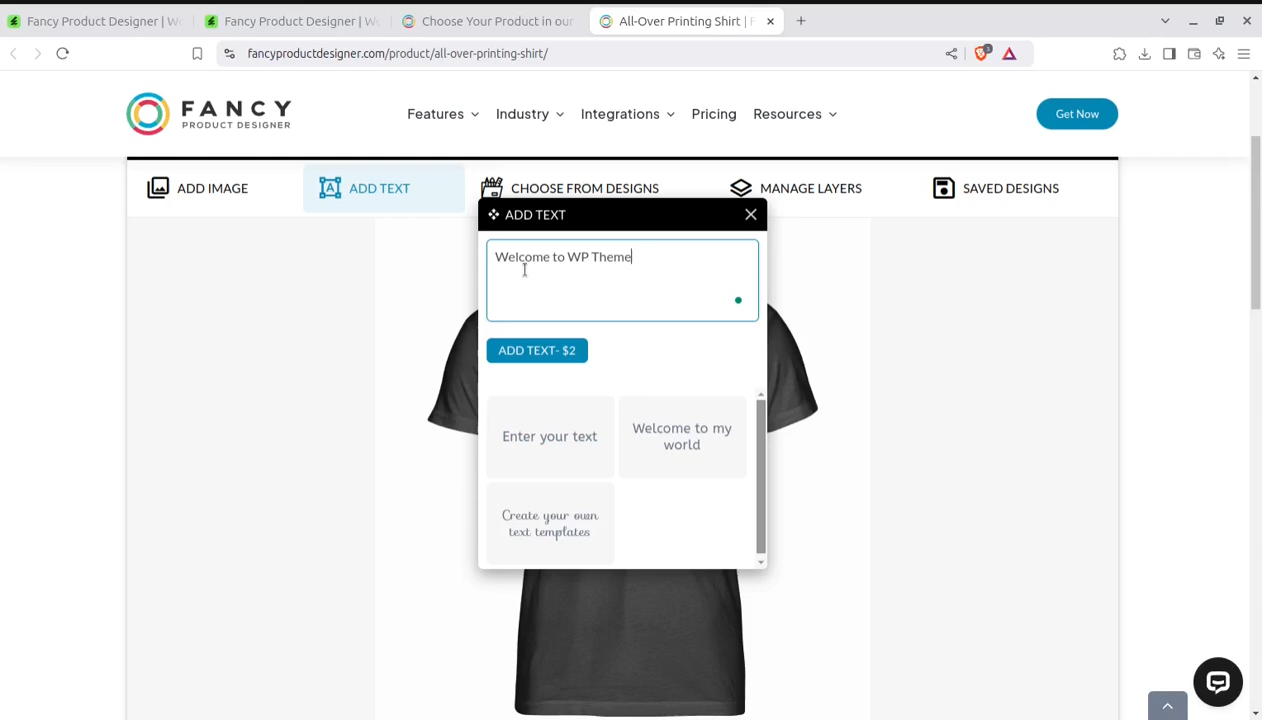 Fancy Product Designer | W
Fancy Product Designer | W
Choose Your Product in our
All-Over Printing Shirt | F
fancyproductdesigner.com/product/all-over-printing-shirt/
FANCY
PRODUCT DESIGNER
Features
Industry
Integrations
Pricing
Resources
Get Now
ADD IMAGE
ADD TEXT
CHOOSE FROM DESIGNS
MANAGE LAYERS
SAVED DESIGNS
ADD TEXT
Welcome to WP Theme
ADD TEXT- $2
Enter your text
Welcome to my
world
Create your own
text templates